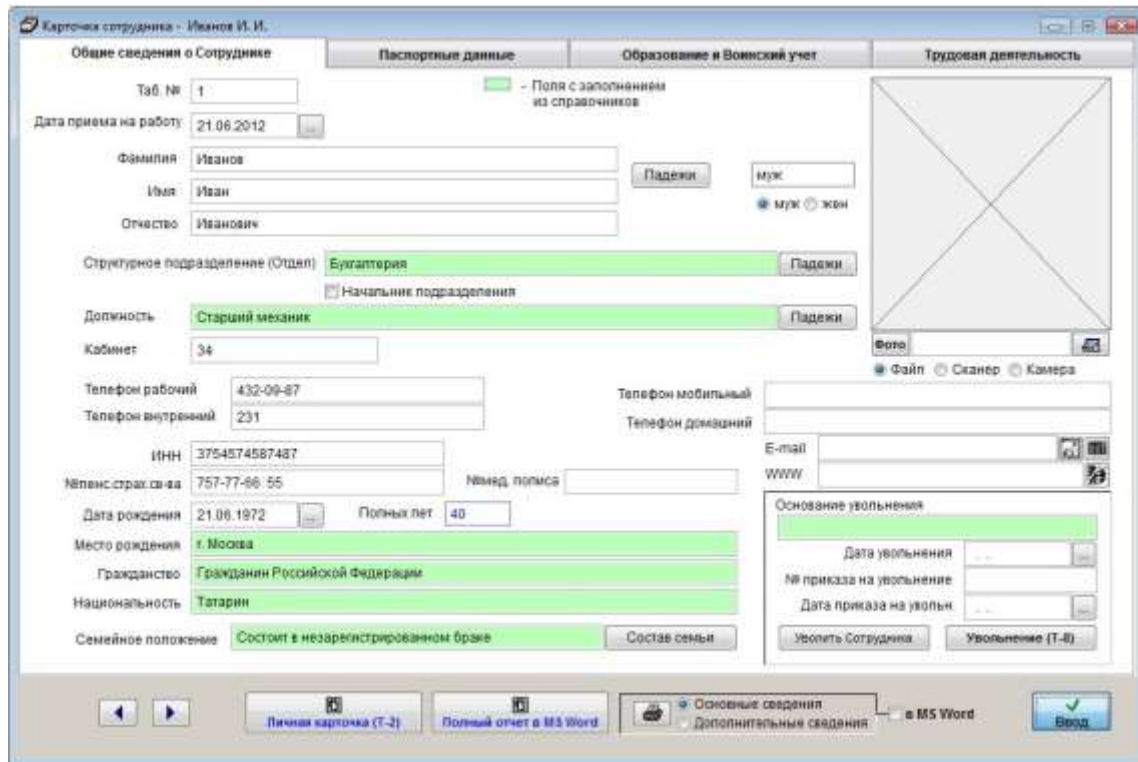 Карточка сотрудника - Иванов И. И.
Общие сведения о Сотруднике
Паспортные данные
Образование и Воинский учет
Трудовая деятельность
Таб. № 1
- Поля с заполнением
из справочников
Дата приема на работу 21.06.2012 ...
Фамилия Иванов
Падежи
муж
Имя Иван
муж жен
Отчество Иванович
Структурное подразделение (Отдел) Бухгалтерия Падежи
Начальник подразделения
Должность Старший механик Падежи
Кабинет 34
Фото
Файл Сканер Камера
Телефон рабочий 432-09-87
Телефон мобильный
Телефон внутренний 231
Телефон домашний
ИНН 3754574587487
E-mail
№пенс.страх.св-ва 757-77-66 55
№мед. полиса
WWW
Дата рождения 21.06.1972 ...
Полных лет 40
Основание увольнения
Место рождения г. Москва
Дата увольнения . . ...
Гражданство Гражданин Российской Федерации
№ приказа на увольнение
Национальность Татарин
Дата приказа на увольн. . . ...
Семейное положение Состоит в незарегистрированном браке Состав семьи
Уволить Сотрудника
Увольнение (Т-8)
Личная карточка (Т-2)
Полный отчет в MS Word
Основные сведения
Дополнительные сведения
в MS Word
Ввод